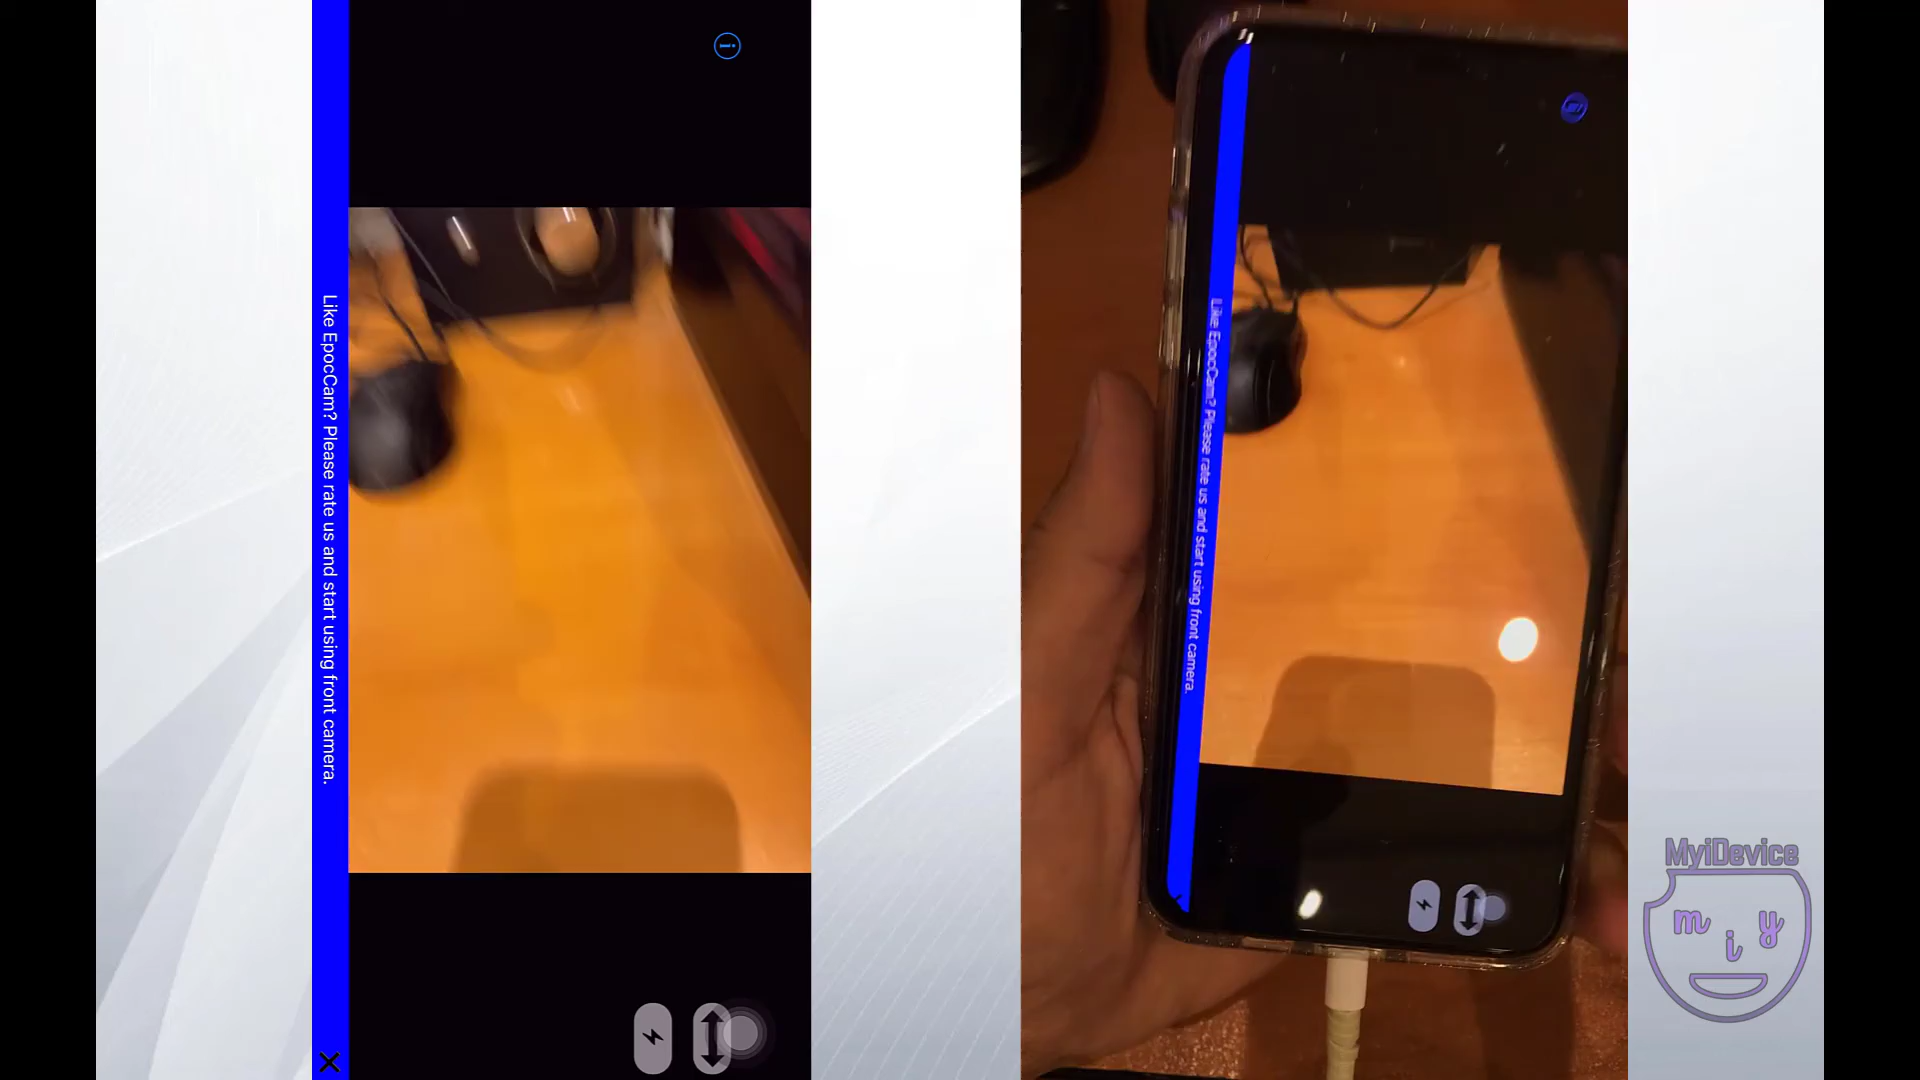 Like EpocCam? Please rate us and start using front camera.
Like EpocCam? Please rate us and start using front camera.
MyiDevice
m i y